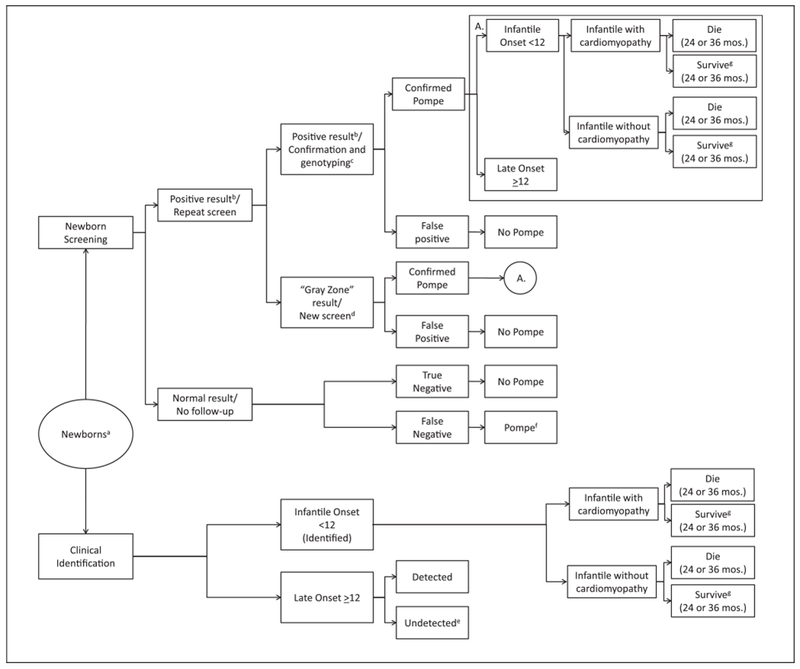 A.
Infantile
Onset <12
Infantile with
cardiomyopathy
Die
(24 or 36 mos.)
Surviveᵍ
(24 or 36 mos.)
Infantile without
cardiomyopathy
Die
(24 or 36 mos.)
Surviveᵍ
(24 or 36 mos.)
Late Onset
≥12
Confirmed
Pompe
Positive resultᵇ/
Confirmation and
genotypingᶜ
Positive resultᵇ/
Repeat screen
Newborn
Screening
False
positive
No Pompe
"Gray Zone"
result/
New screenᵈ
Confirmed
Pompe
A.
False
Positive
No Pompe
Normal result/
No follow-up
True
Negative
No Pompe
False
Negative
Pompeᶠ
Newbornsᵃ
Clinical
Identification
Infantile Onset
<12
(Identified)
Infantile with
cardiomyopathy
Die
(24 or 36 mos.)
Surviveᵍ
(24 or 36 mos.)
Infantile without
cardiomyopathy
Die
(24 or 36 mos.)
Surviveᵍ
(24 or 36 mos.)
Late Onset ≥12
Detected
Undetectedᵉ